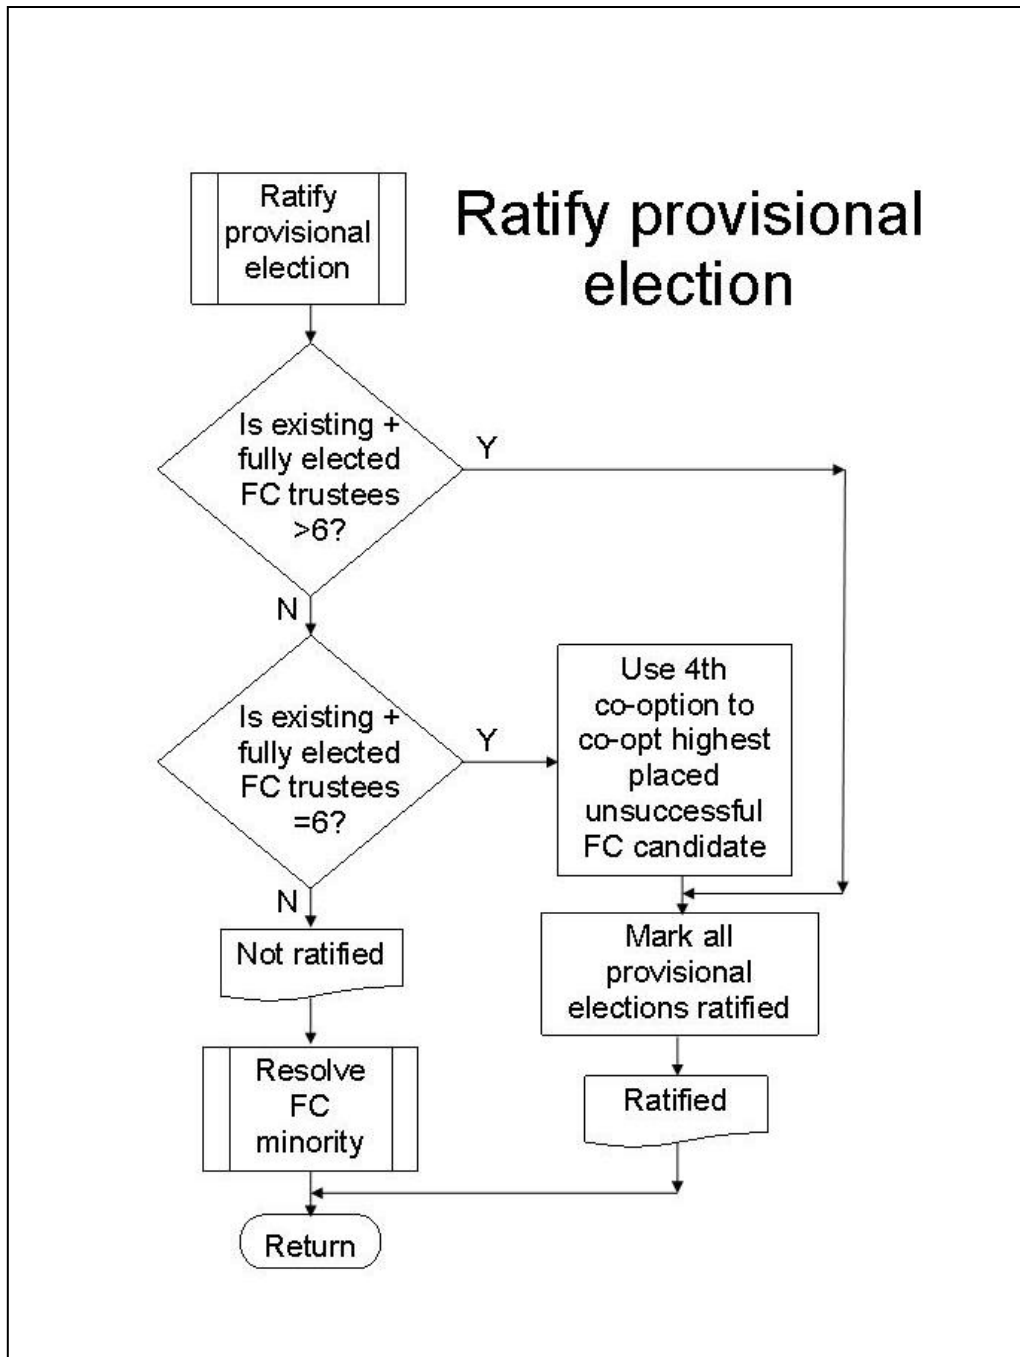 Ratify
provisional
election
Ratify provisional
election
Is existing +
fully elected
FC trustees
>6?
Y
N
Is existing +
fully elected
FC trustees
=6?
Y
Use 4th
co-option to
co-opt highest
placed
unsuccessful
FC candidate
N
Not ratified
Mark all
provisional
elections ratified
Resolve
FC
minority
Ratified
Return